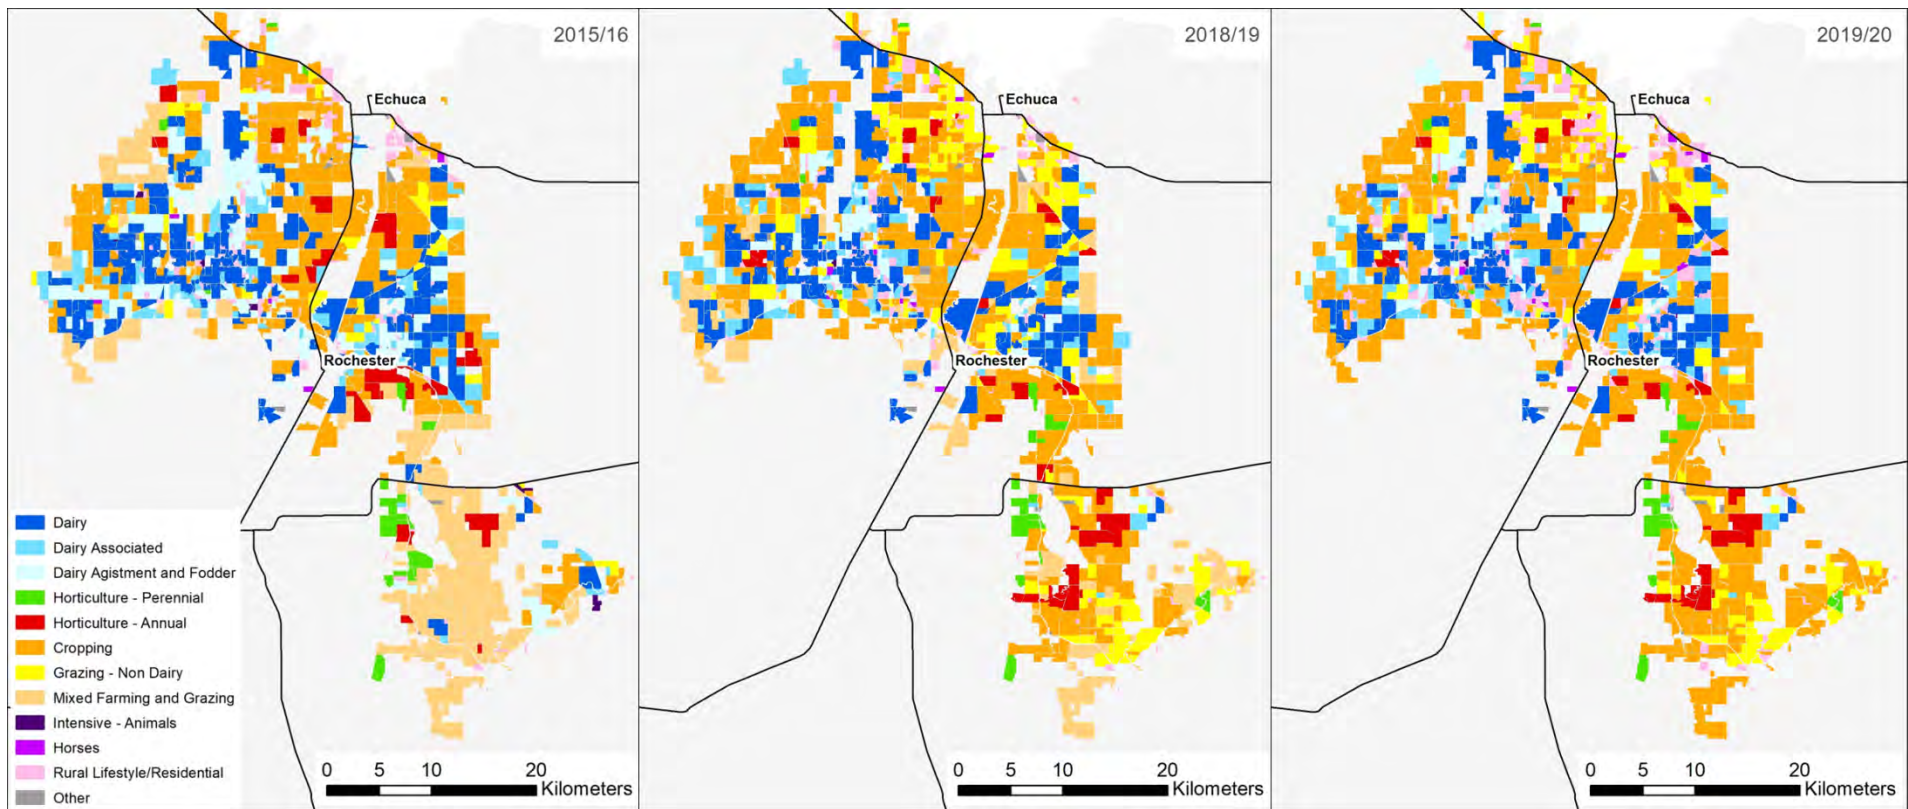 2015/16
Echuca
Rochester
Dairy
Dairy Associated
Dairy Agistment and Fodder
Horticulture - Perennial
Horticulture - Annual
Cropping
Grazing - Non Dairy
Mixed Farming and Grazing
Intensive - Animals
Horses
Rural Lifestyle/Residential
Other
0 5 10 20
Kilometers
2018/19
Echuca
Rochester
0 5 10 20
Kilometers
2019/20
Echuca
Rochester
0 5 10 20
Kilometers